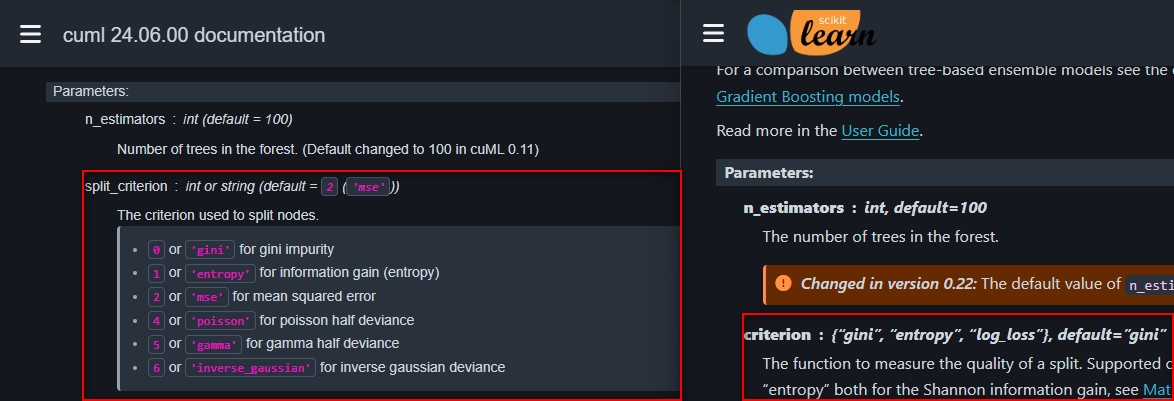 cuml 24.06.00 documentation
Parameters:
n_estimators : int (default = 100)
Number of trees in the forest. (Default changed to 100 in cuML 0.11)
split_criterion : int or string (default = 2 ('mse'))
The criterion used to split nodes.
• 0 or 'gini' for gini impurity
• 1 or 'entropy' for information gain (entropy)
• 2 or 'mse' for mean squared error
• 4 or 'poisson' for poisson half deviance
• 5 or 'gamma' for gamma half deviance
• 6 or 'inverse_gaussian' for inverse gaussian deviance
scikit
learn
For a comparison between tree-based ensemble models see the
Gradient Boosting models.
Read more in the User Guide.
Parameters:
n_estimators : int, default=100
The number of trees in the forest.
! Changed in version 0.22: The default value of n_esti
criterion : {“gini”, “entropy”, “log_loss”}, default=”gini”
The function to measure the quality of a split. Supported c
“entropy” both for the Shannon information gain, see Mat